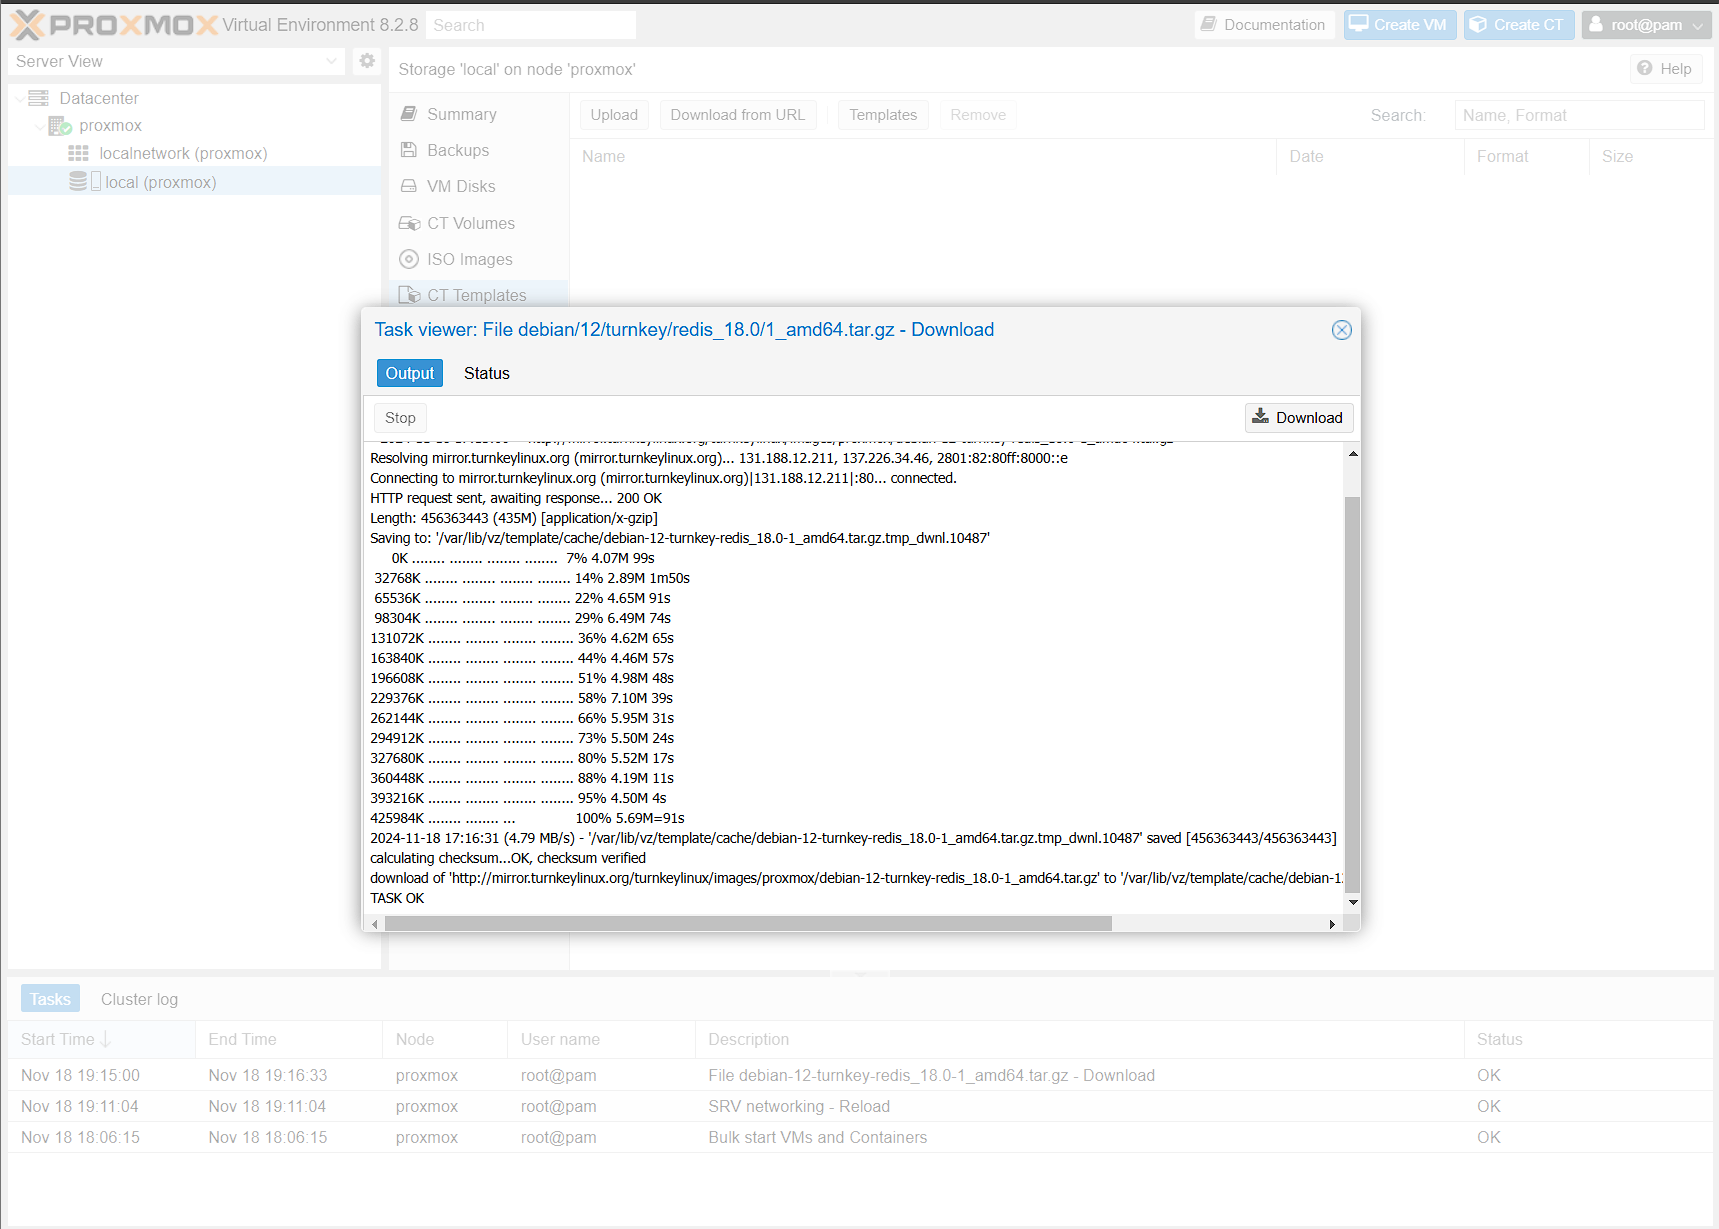 PROXMOX Virtual Environment 8.2.8 Search Documentation Create VM Create CT root@pam
Server View
Storage 'local' on node 'proxmox' Help
Datacenter
proxmox
localnetwork (proxmox)
local (proxmox)
Summary
Backups
VM Disks
CT Volumes
ISO Images
CT Templates
Upload Download from URL Templates Remove Search: Name, Format
Name Date Format Size
Task viewer: File debian/12/turnkey/redis_18.0/1_amd64.tar.gz - Download
Output Status
Stop Download
Resolving mirror.turnkeylinux.org (mirror.turnkeylinux.org)... 131.188.12.211, 137.226.34.46, 2801:82:80ff:8000::e
Connecting to mirror.turnkeylinux.org (mirror.turnkeylinux.org)|131.188.12.211|:80... connected.
HTTP request sent, awaiting response... 200 OK
Length: 456363443 (435M) [application/x-gzip]
Saving to: '/var/lib/vz/template/cache/debian-12-turnkey-redis_18.0-1_amd64.tar.gz.tmp_dwnl.10487'
0K ........ ........ ........ ........ 7% 4.07M 99s
32768K ........ ........ ........ ........ 14% 2.89M 1m50s
65536K ........ ........ ........ ........ 22% 4.65M 91s
98304K ........ ........ ........ ........ 29% 6.49M 74s
131072K ........ ........ ........ ........ 36% 4.62M 65s
163840K ........ ........ ........ ........ 44% 4.46M 57s
196608K ........ ........ ........ ........ 51% 4.98M 48s
229376K ........ ........ ........ ........ 58% 7.10M 39s
262144K ........ ........ ........ ........ 66% 5.95M 31s
294912K ........ ........ ........ ........ 73% 5.50M 24s
327680K ........ ........ ........ ........ 80% 5.52M 17s
360448K ........ ........ ........ ........ 88% 4.19M 11s
393216K ........ ........ ........ ........ 95% 4.50M 4s
425984K ........ ........ ... 100% 5.69M=91s
2024-11-18 17:16:31 (4.79 MB/s) - '/var/lib/vz/template/cache/debian-12-turnkey-redis_18.0-1_amd64.tar.gz.tmp_dwnl.10487' saved [456363443/456363443]
calculating checksum...OK, checksum verified
download of 'http://mirror.turnkeylinux.org/turnkeylinux/images/proxmox/debian-12-turnkey-redis_18.0-1_amd64.tar.gz' to '/var/lib/vz/template/cache/debian-1
TASK OK
Tasks Cluster log
Start Time End Time Node User name Description Status
Nov 18 19:15:00 Nov 18 19:16:33 proxmox root@pam File debian-12-turnkey-redis_18.0-1_amd64.tar.gz - Download OK
Nov 18 19:11:04 Nov 18 19:11:04 proxmox root@pam SRV networking - Reload OK
Nov 18 18:06:15 Nov 18 18:06:15 proxmox root@pam Bulk start VMs and Containers OK